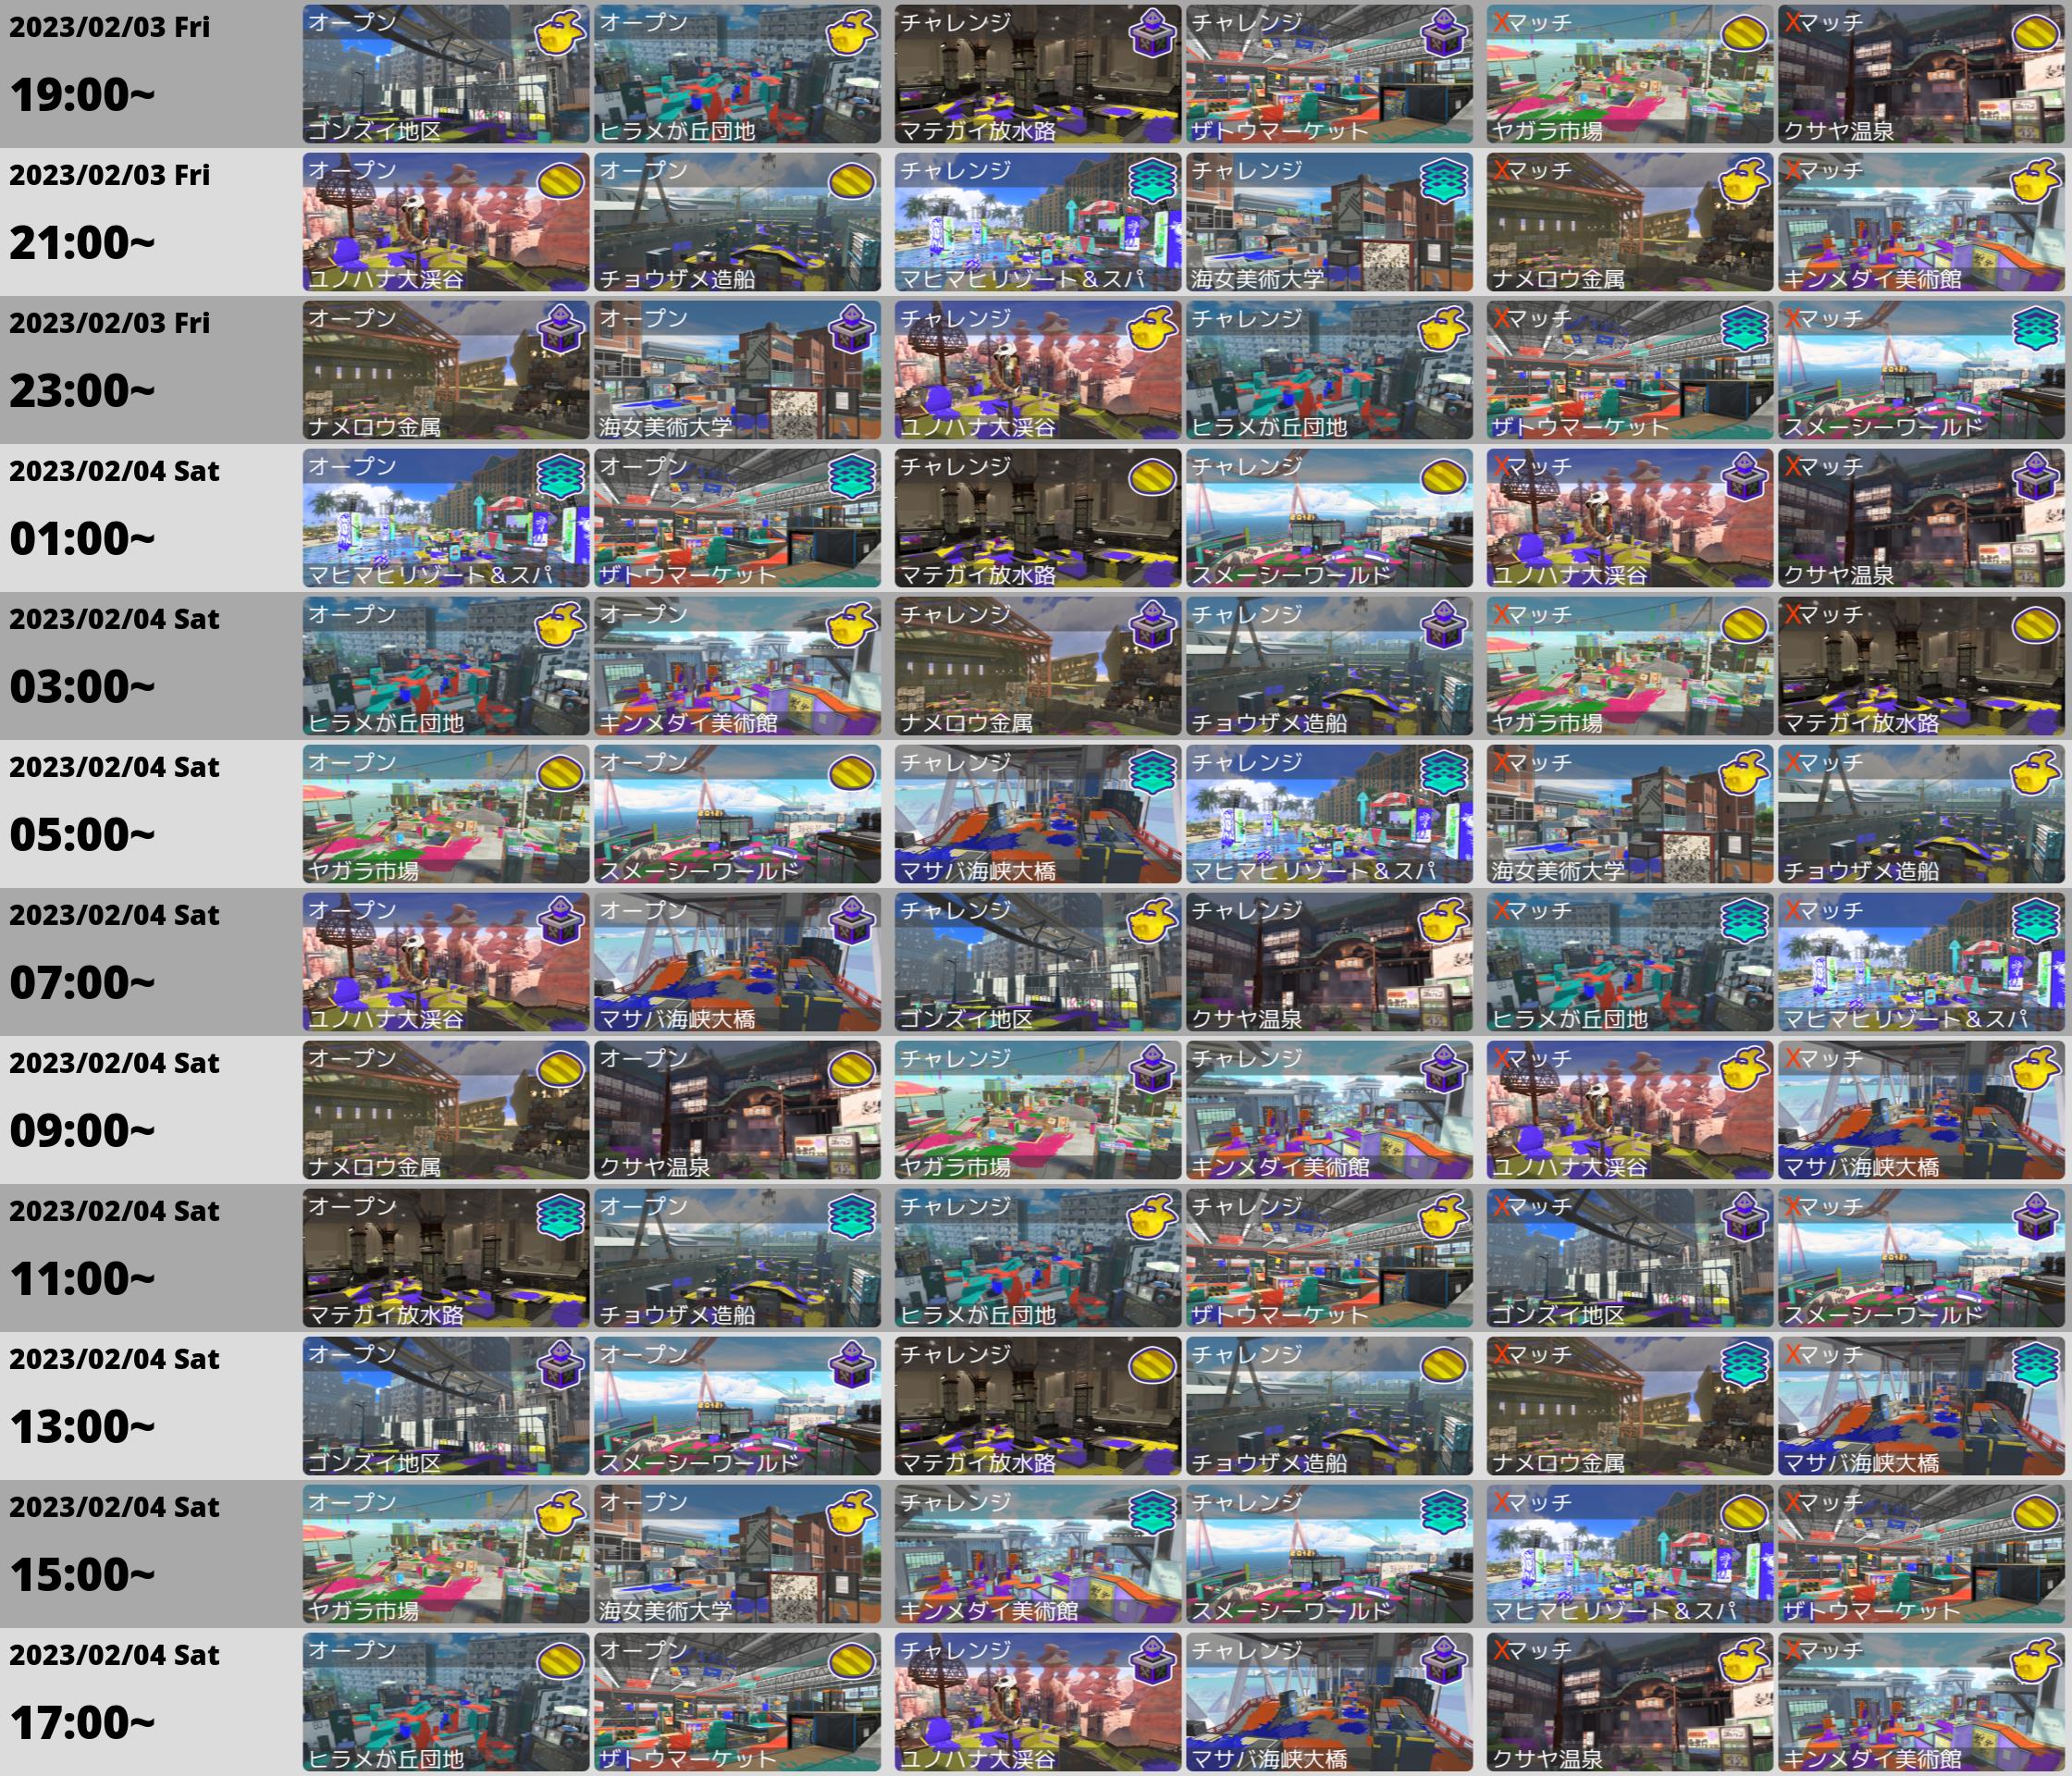 2023/02/03 Fri
19:00~
オープン オープン チャレンジ チャレンジ Xマッチ Xマッチ
ゴンズイ地区 ヒラメが丘団地 マテガイ放水路 ザトウマーケット ヤガラ市場 クサヤ温泉
2023/02/03 Fri
21:00~
オープン オープン チャレンジ チャレンジ Xマッチ Xマッチ
ユノハナ大渓谷 チョウザメ造船 マヒマヒリゾート&スパ 海女美術大学 ナメロウ金属 キンメダイ美術館
2023/02/03 Fri
23:00~
オープン オープン チャレンジ チャレンジ Xマッチ Xマッチ
ナメロウ金属 海女美術大学 ユノハナ大渓谷 ヒラメが丘団地 ザトウマーケット スメーシーワールド
2023/02/04 Sat
01:00~
オープン オープン チャレンジ チャレンジ Xマッチ Xマッチ
マヒマヒリゾート&スパ ザトウマーケット マテガイ放水路 スメーシーワールド ユノハナ大渓谷 クサヤ温泉
2023/02/04 Sat
03:00~
オープン オープン チャレンジ チャレンジ Xマッチ Xマッチ
ヒラメが丘団地 キンメダイ美術館 ナメロウ金属 チョウザメ造船 ヤガラ市場 マテガイ放水路
2023/02/04 Sat
05:00~
オープン オープン チャレンジ チャレンジ Xマッチ Xマッチ
ヤガラ市場 スメーシーワールド マサバ海峡大橋 マヒマヒリゾート&スパ 海女美術大学 チョウザメ造船
2023/02/04 Sat
07:00~
オープン オープン チャレンジ チャレンジ Xマッチ Xマッチ
ユノハナ大渓谷 マサバ海峡大橋 ゴンズイ地区 クサヤ温泉 ヒラメが丘団地 マヒマヒリゾート&スパ
2023/02/04 Sat
09:00~
オープン オープン チャレンジ チャレンジ Xマッチ Xマッチ
ナメロウ金属 クサヤ温泉 ヤガラ市場 キンメダイ美術館 ユノハナ大渓谷 マサバ海峡大橋
2023/02/04 Sat
11:00~
オープン オープン チャレンジ チャレンジ Xマッチ Xマッチ
マテガイ放水路 チョウザメ造船 ヒラメが丘団地 ザトウマーケット ゴンズイ地区 スメーシーワールド
2023/02/04 Sat
13:00~
オープン オープン チャレンジ チャレンジ Xマッチ Xマッチ
ゴンズイ地区 スメーシーワールド マテガイ放水路 チョウザメ造船 ナメロウ金属 マサバ海峡大橋
2023/02/04 Sat
15:00~
オープン オープン チャレンジ チャレンジ Xマッチ Xマッチ
ヤガラ市場 海女美術大学 キンメダイ美術館 スメーシーワールド マヒマヒリゾート&スパ ザトウマーケット
2023/02/04 Sat
17:00~
オープン オープン チャレンジ チャレンジ Xマッチ Xマッチ
ヒラメが丘団地 ザトウマーケット ユノハナ大渓谷 マサバ海峡大橋 クサヤ温泉 キンメダイ美術館